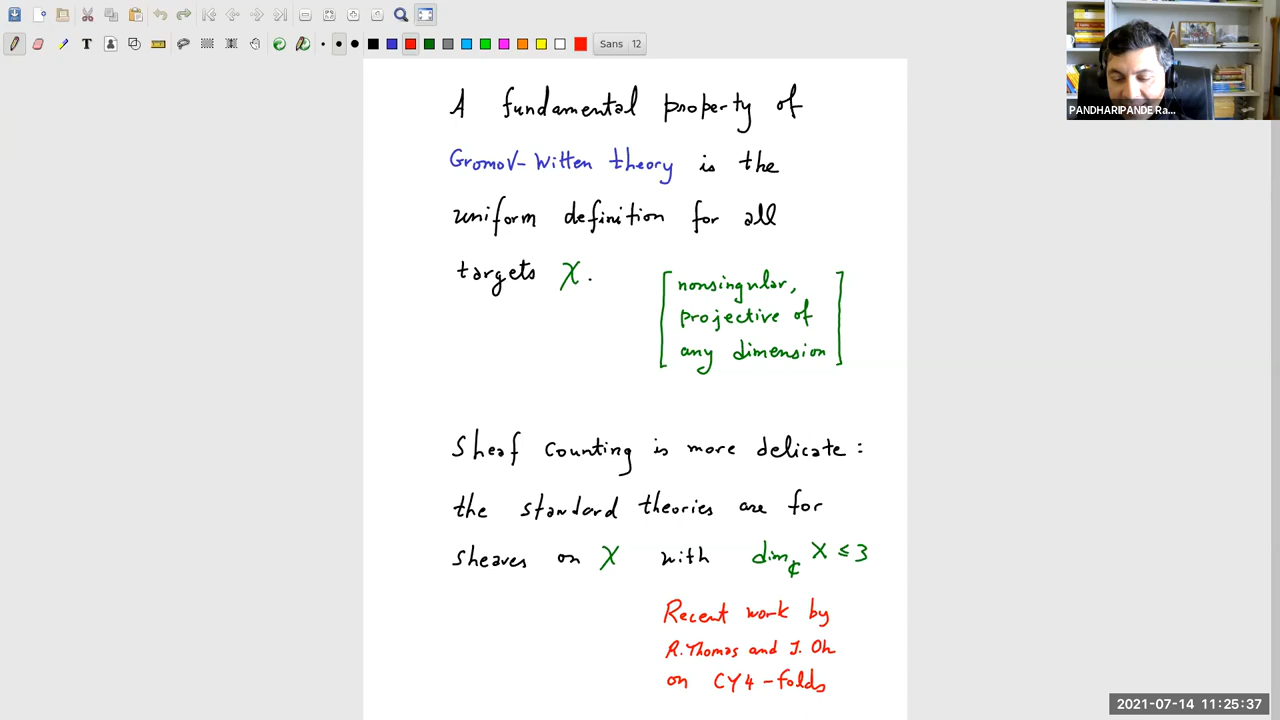 Sans 12
PANDHARIPANDE Ra...
A fundamental property of
Gromov-Witten theory is the
uniform definition for all
targets X.
[nonsingular,
projective of
any dimension]
Sheaf Counting is more delicate :
the standard theories are for
sheaves on X with dim_ℂ X ≤ 3
Recent work by
R. Thomas and J. Oh
on CY4-folds
2021-07-14 11:25:37